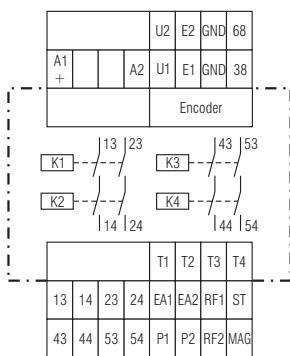 U2 E2 GND 68
A1 + A2 U1 E1 GND 38
Encoder
13 23 43 53
K1 K3
K2 K4
14 24 44 54
T1 T2 T3 T4
13 14 23 24 EA1 EA2 RF1 ST
43 44 53 54 P1 P2 RF2 MAG